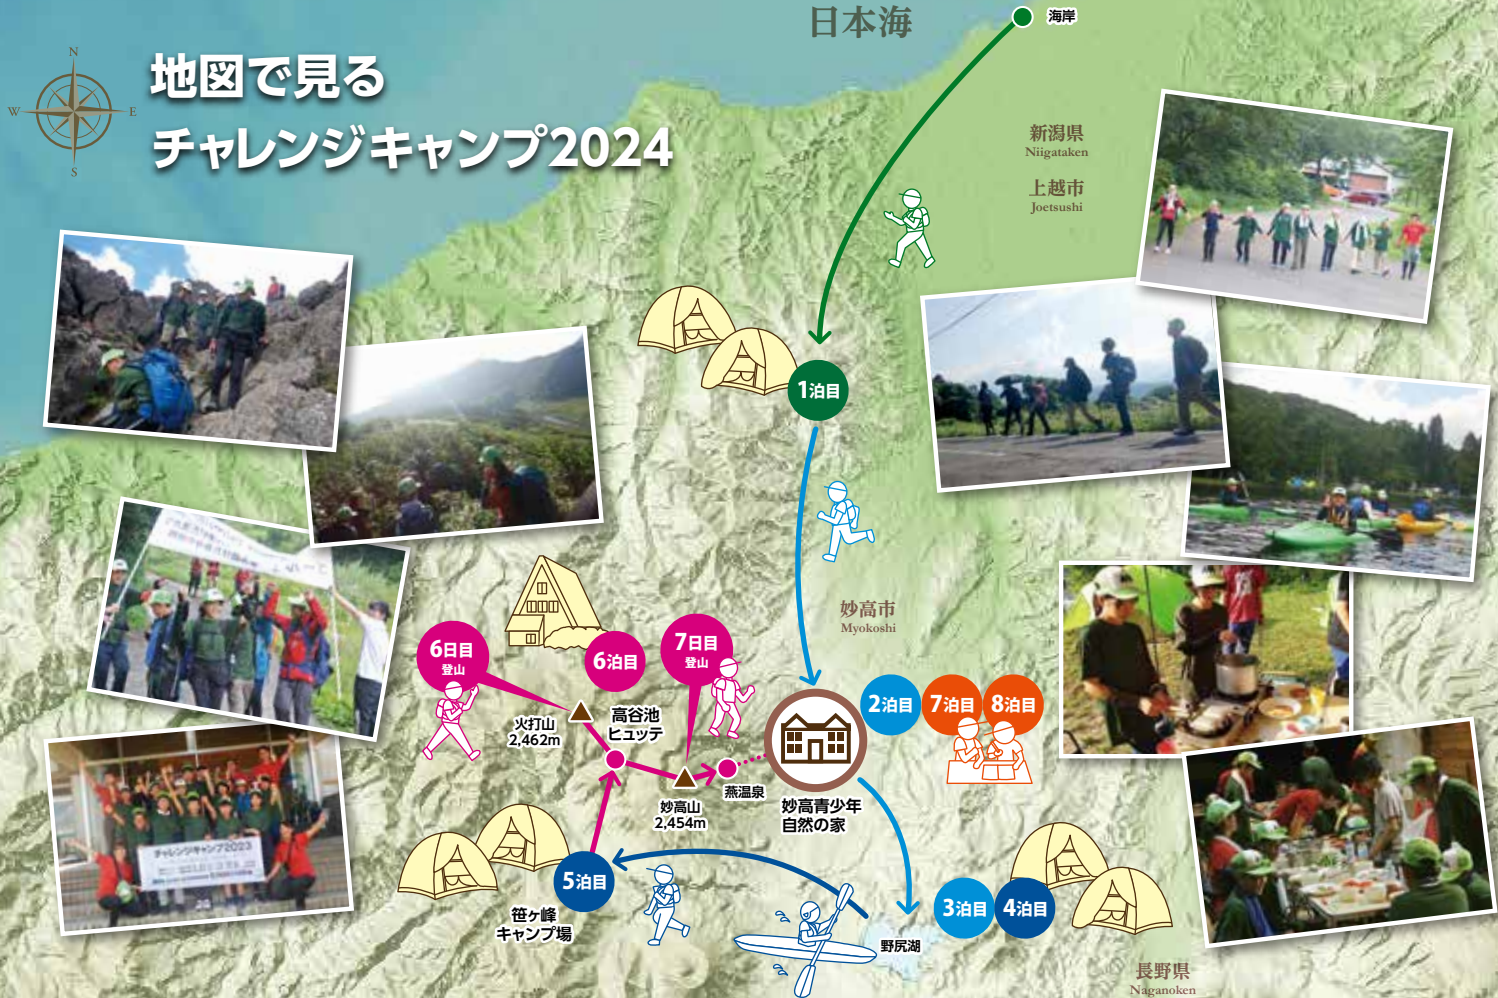 日本海
海岸
N
W
E
S
地図で見る
チャレンジキャンプ2024
新潟県
Niigataken
上越市
Joetsushi
1泊目
妙高市
Myokoshi
6日目
登山
6泊目
7日目
登山
火打山
2,462m
高谷池
ヒュッテ
2泊目
7泊目
8泊目
妙高山
2,454m
燕温泉
妙高青少年
自然の家
5泊目
笹ヶ峰
キャンプ場
3泊目
4泊目
野尻湖
長野県
Naganoken
チャレンジキャンプ2023